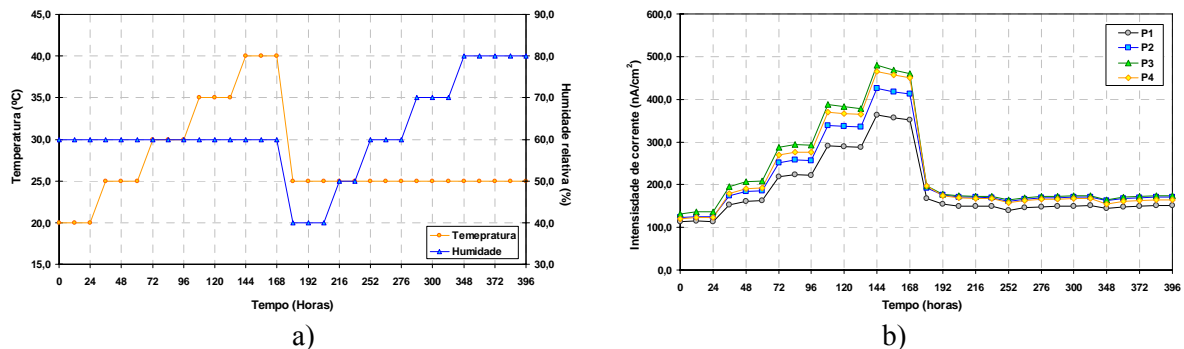 45,0
40,0
35,0
30,0
25,0
20,0
15,0
Temperatura (ºC)
90,0
80,0
70,0
60,0
50,0
40,0
30,0
Humidade relativa (%)
Temepratura
Humidade
0 24 48 72 96 120 144 168 192 216 240 252 276 300 324 348 372 396
Tempo (Horas)
a)
600,0
500,0
400,0
300,0
200,0
100,0
0,0
Intensisdade de corrente (nA/cm²)
P1
P2
P3
P4
0 24 48 72 96 120 144 168 192 216 240 252 276 300 324 348 372 396
Tempo (horas)
b)